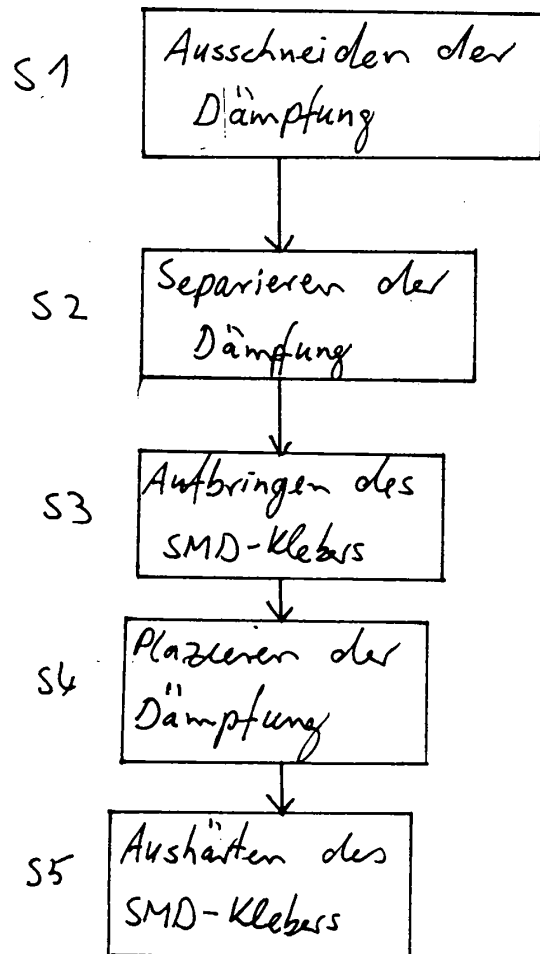 S1
Ausschneiden der
Dämpfung
S2
Separieren der
Dämpfung
S3
Aufbringen des
SMD-Klebers
S4
Plazieren der
Dämpfung
S5
Aushärten des
SMD-Klebers